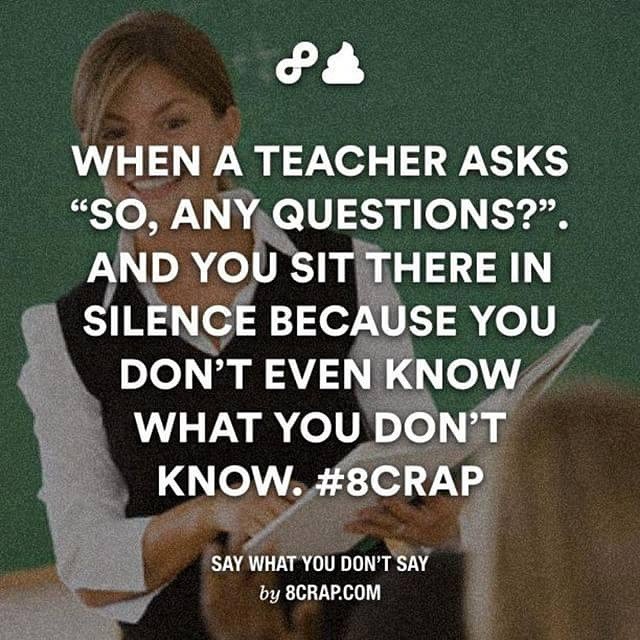 WHEN A TEACHER ASKS
“SO, ANY QUESTIONS?”.
AND YOU SIT THERE IN
SILENCE BECAUSE YOU
DON’T EVEN KNOW
WHAT YOU DON’T
KNOW. #8CRAP
SAY WHAT YOU DON’T SAY
by 8CRAP.COM